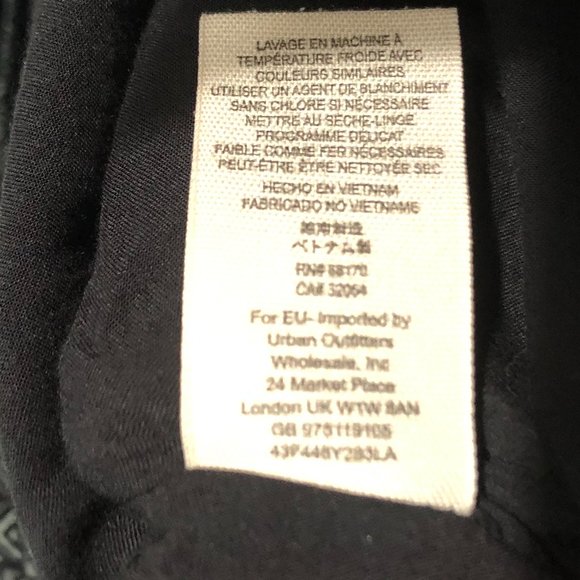 LAVAGE EN MACHINE À
TEMPÉRATURE FROIDE AVEC
COULEURS SIMILAIRES
UTILISER UN AGENT DE BLANCHIMENT
SANS CHLORE SI NÉCESSAIRE
METTRE AU SÈCHE-LINGE
PROGRAMME DÉLICAT
FAIBLE COMME FER NÉCESSAIRES
PEUT-ÊTRE ÊTRE NETTOYÉE SEC
HECHO EN VIETNAM
FABRICADO NO VIETNAME
越南製造
ベトナム製
RN# 66170
CA# 32054
For EU- Imported by
Urban Outfitters
Wholesale, Inc
24 Market Place
London UK W1W 8AN
GB 975119105